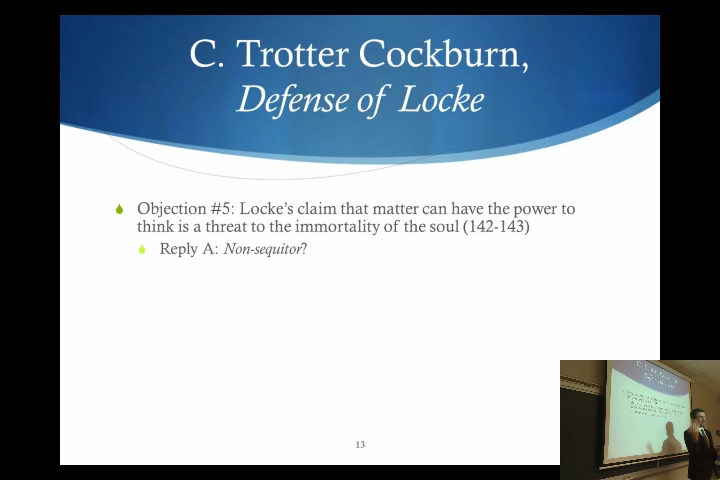 C. Trotter Cockburn,
Defense of Locke
Objection #5: Locke's claim that matter can have the power to
think is a threat to the immortality of the soul (142-143)
Reply A: Non-sequitor?
13